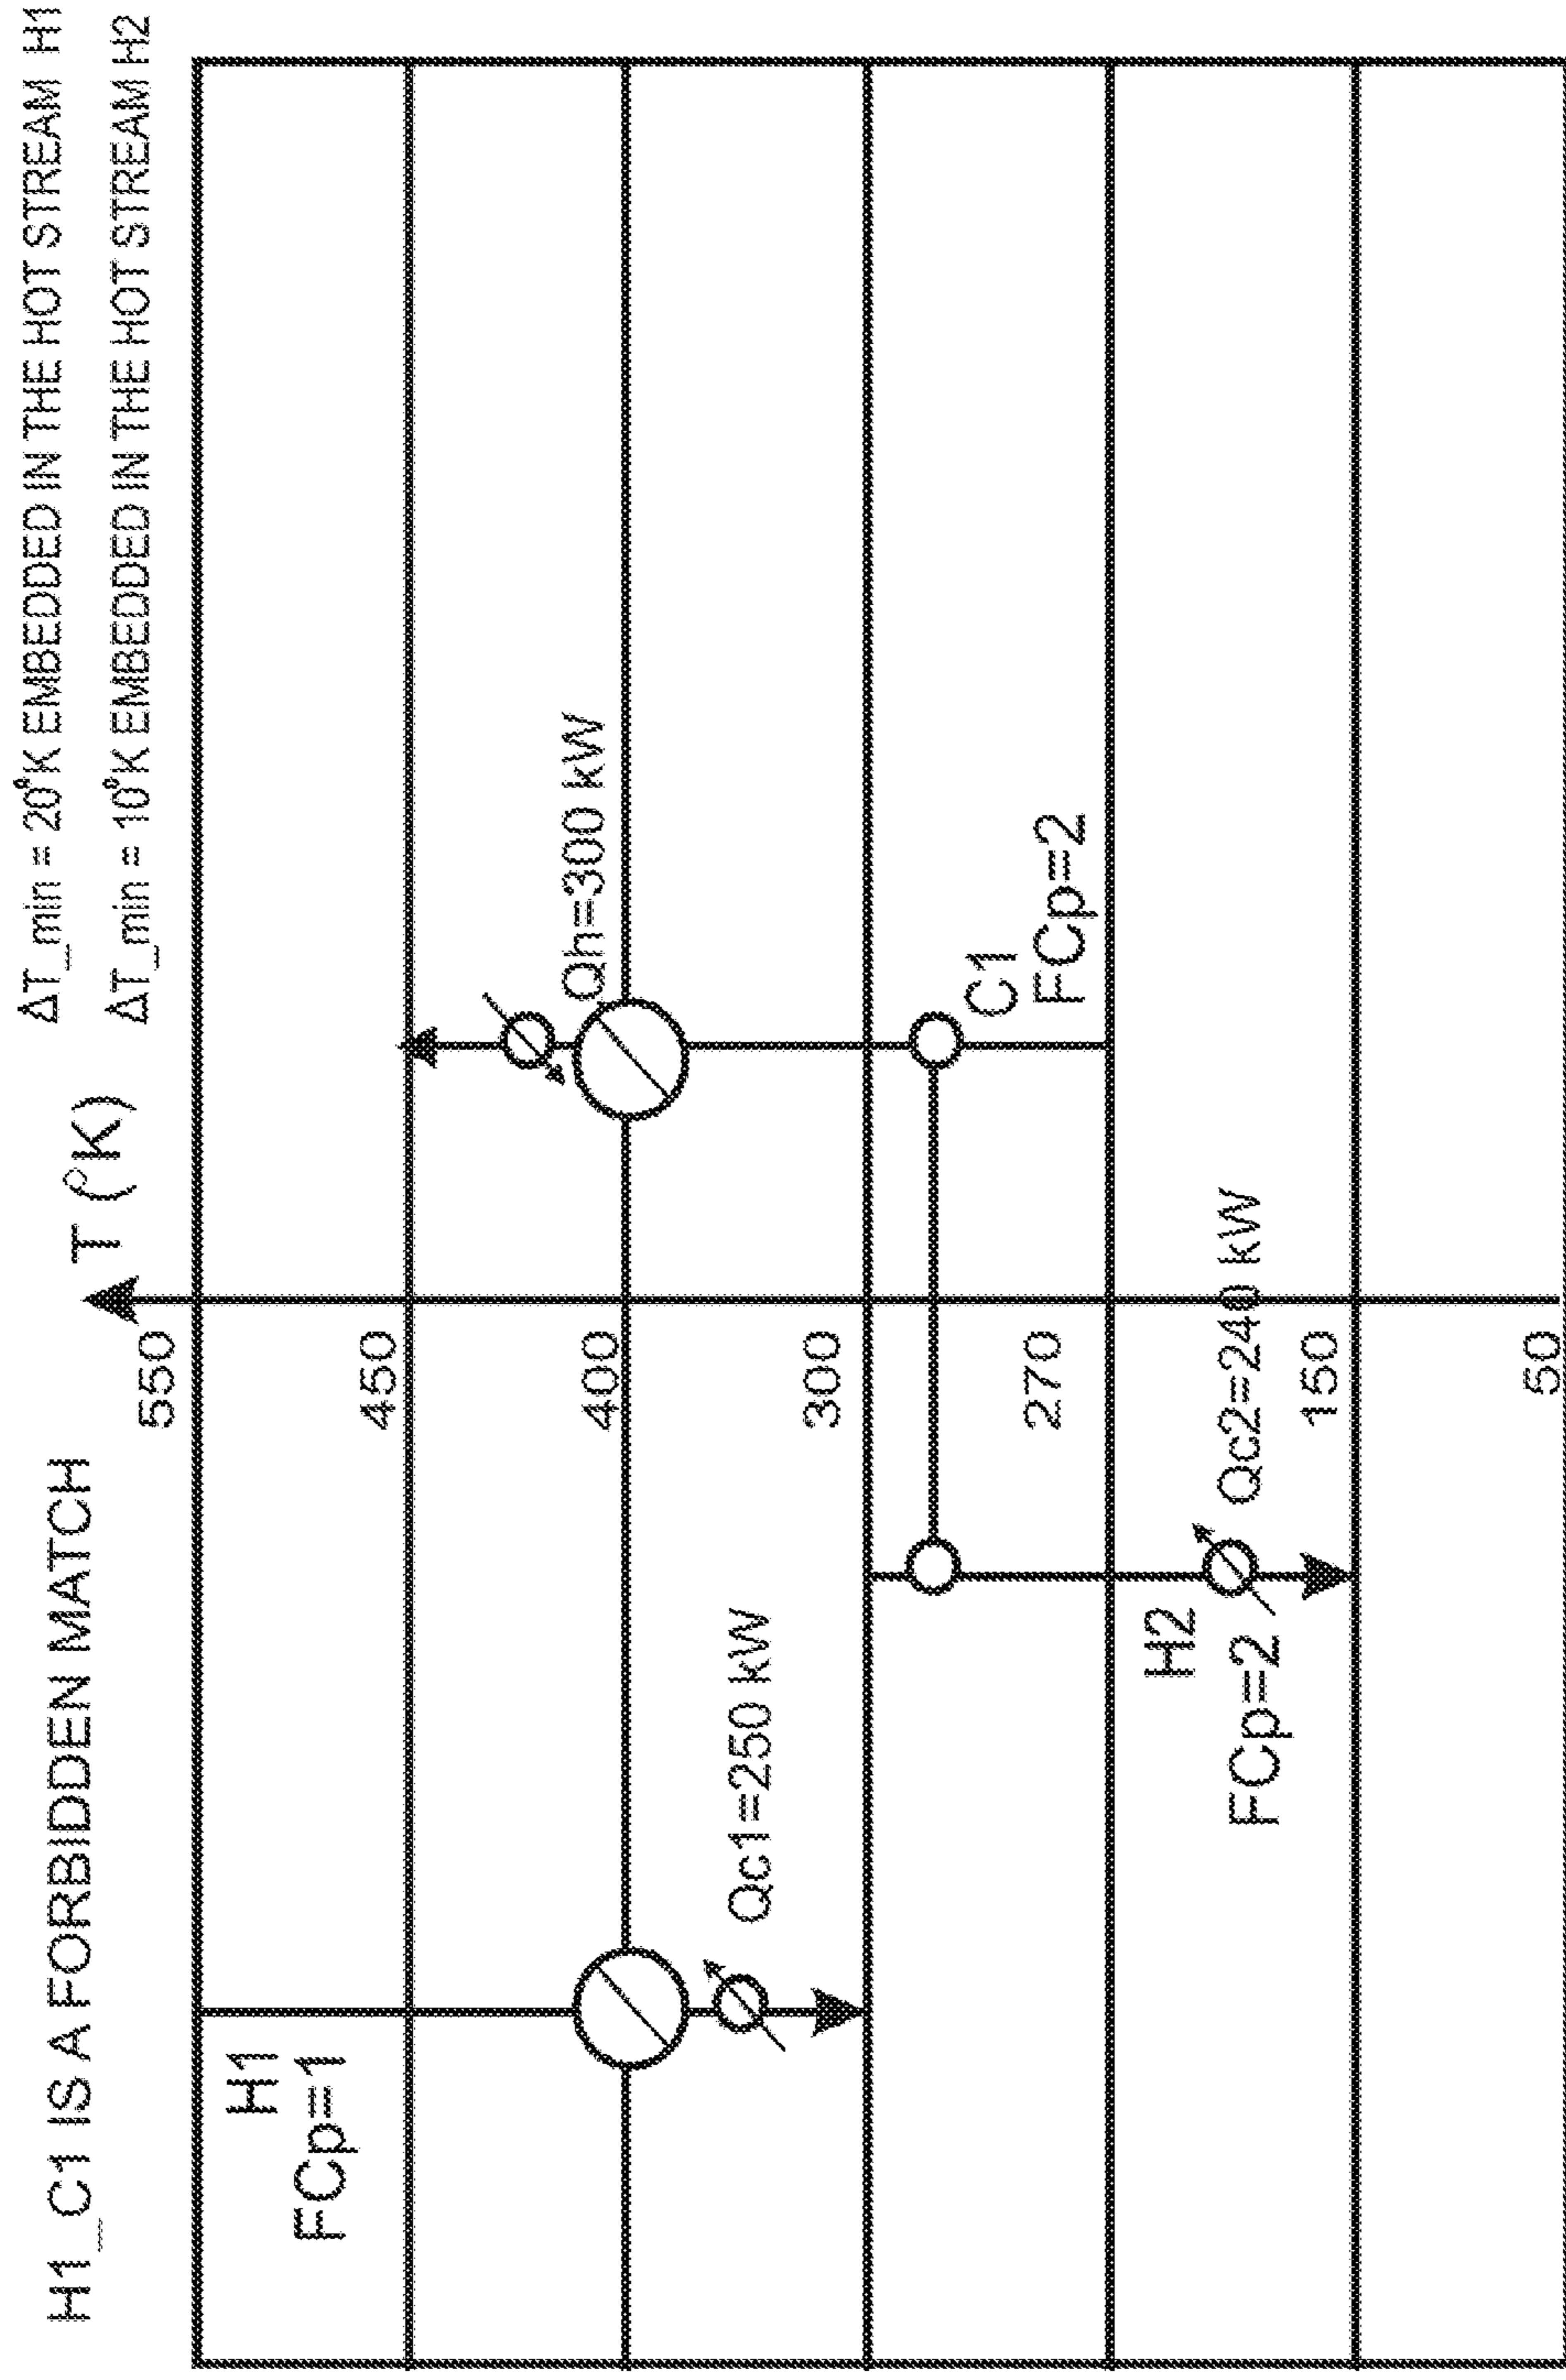 H1_C1 IS A FORBIDDEN MATCH
ΔT_min = 20°K EMBEDDED IN THE HOT STREAM H1
ΔT_min = 10°K EMBEDDED IN THE HOT STREAM H2
T (°K)
550
H1
FCp=1
450
Qh=300 kW
400
Qc1=250 kW
300
C1
FCp=2
270
H2
FCp=2
Qc2=240 kW
150
50